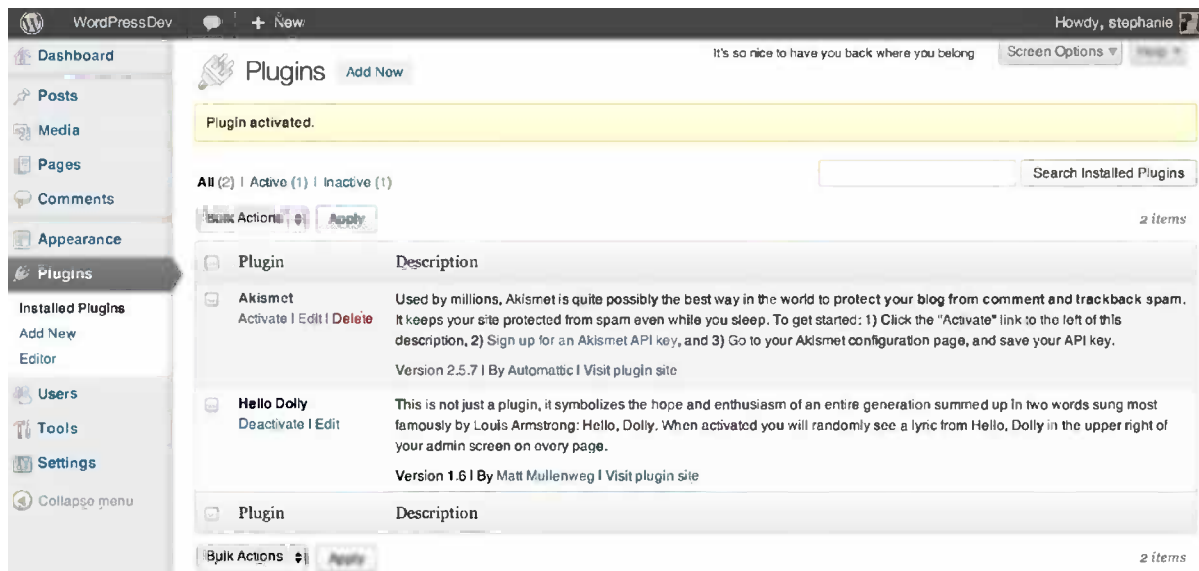 WordPressDev + New Howdy, stephanie
Dashboard
Posts
Media
Pages
Comments
Appearance
Plugins
Installed Plugins
Add New
Editor
Users
Tools
Settings
Collapse menu
It's so nice to have you back where you belong Screen Options
Plugins Add New
Plugin activated.
All (2) | Active (1) | Inactive (1)
Search Installed Plugins
Bulk Actions Apply 2 items
Plugin Description
Akismet
Activate | Edit | Delete
Used by millions, Akismet is quite possibly the best way in the world to protect your blog from comment and trackback spam.
It keeps your site protected from spam even while you sleep. To get started: 1) Click the "Activate" link to the left of this
description, 2) Sign up for an Akismet API key, and 3) Go to your Akismet configuration page, and save your API key.
Version 2.5.7 | By Automattic | Visit plugin site
Hello Dolly
Deactivate | Edit
This is not just a plugin, it symbolizes the hope and enthusiasm of an entire generation summed up in two words sung most
famously by Louis Armstrong: Hello, Dolly. When activated you will randomly see a lyric from Hello, Dolly in the upper right of
your admin screen on every page.
Version 1.6 | By Matt Mullenweg | Visit plugin site
Plugin Description
Bulk Actions Apply 2 items